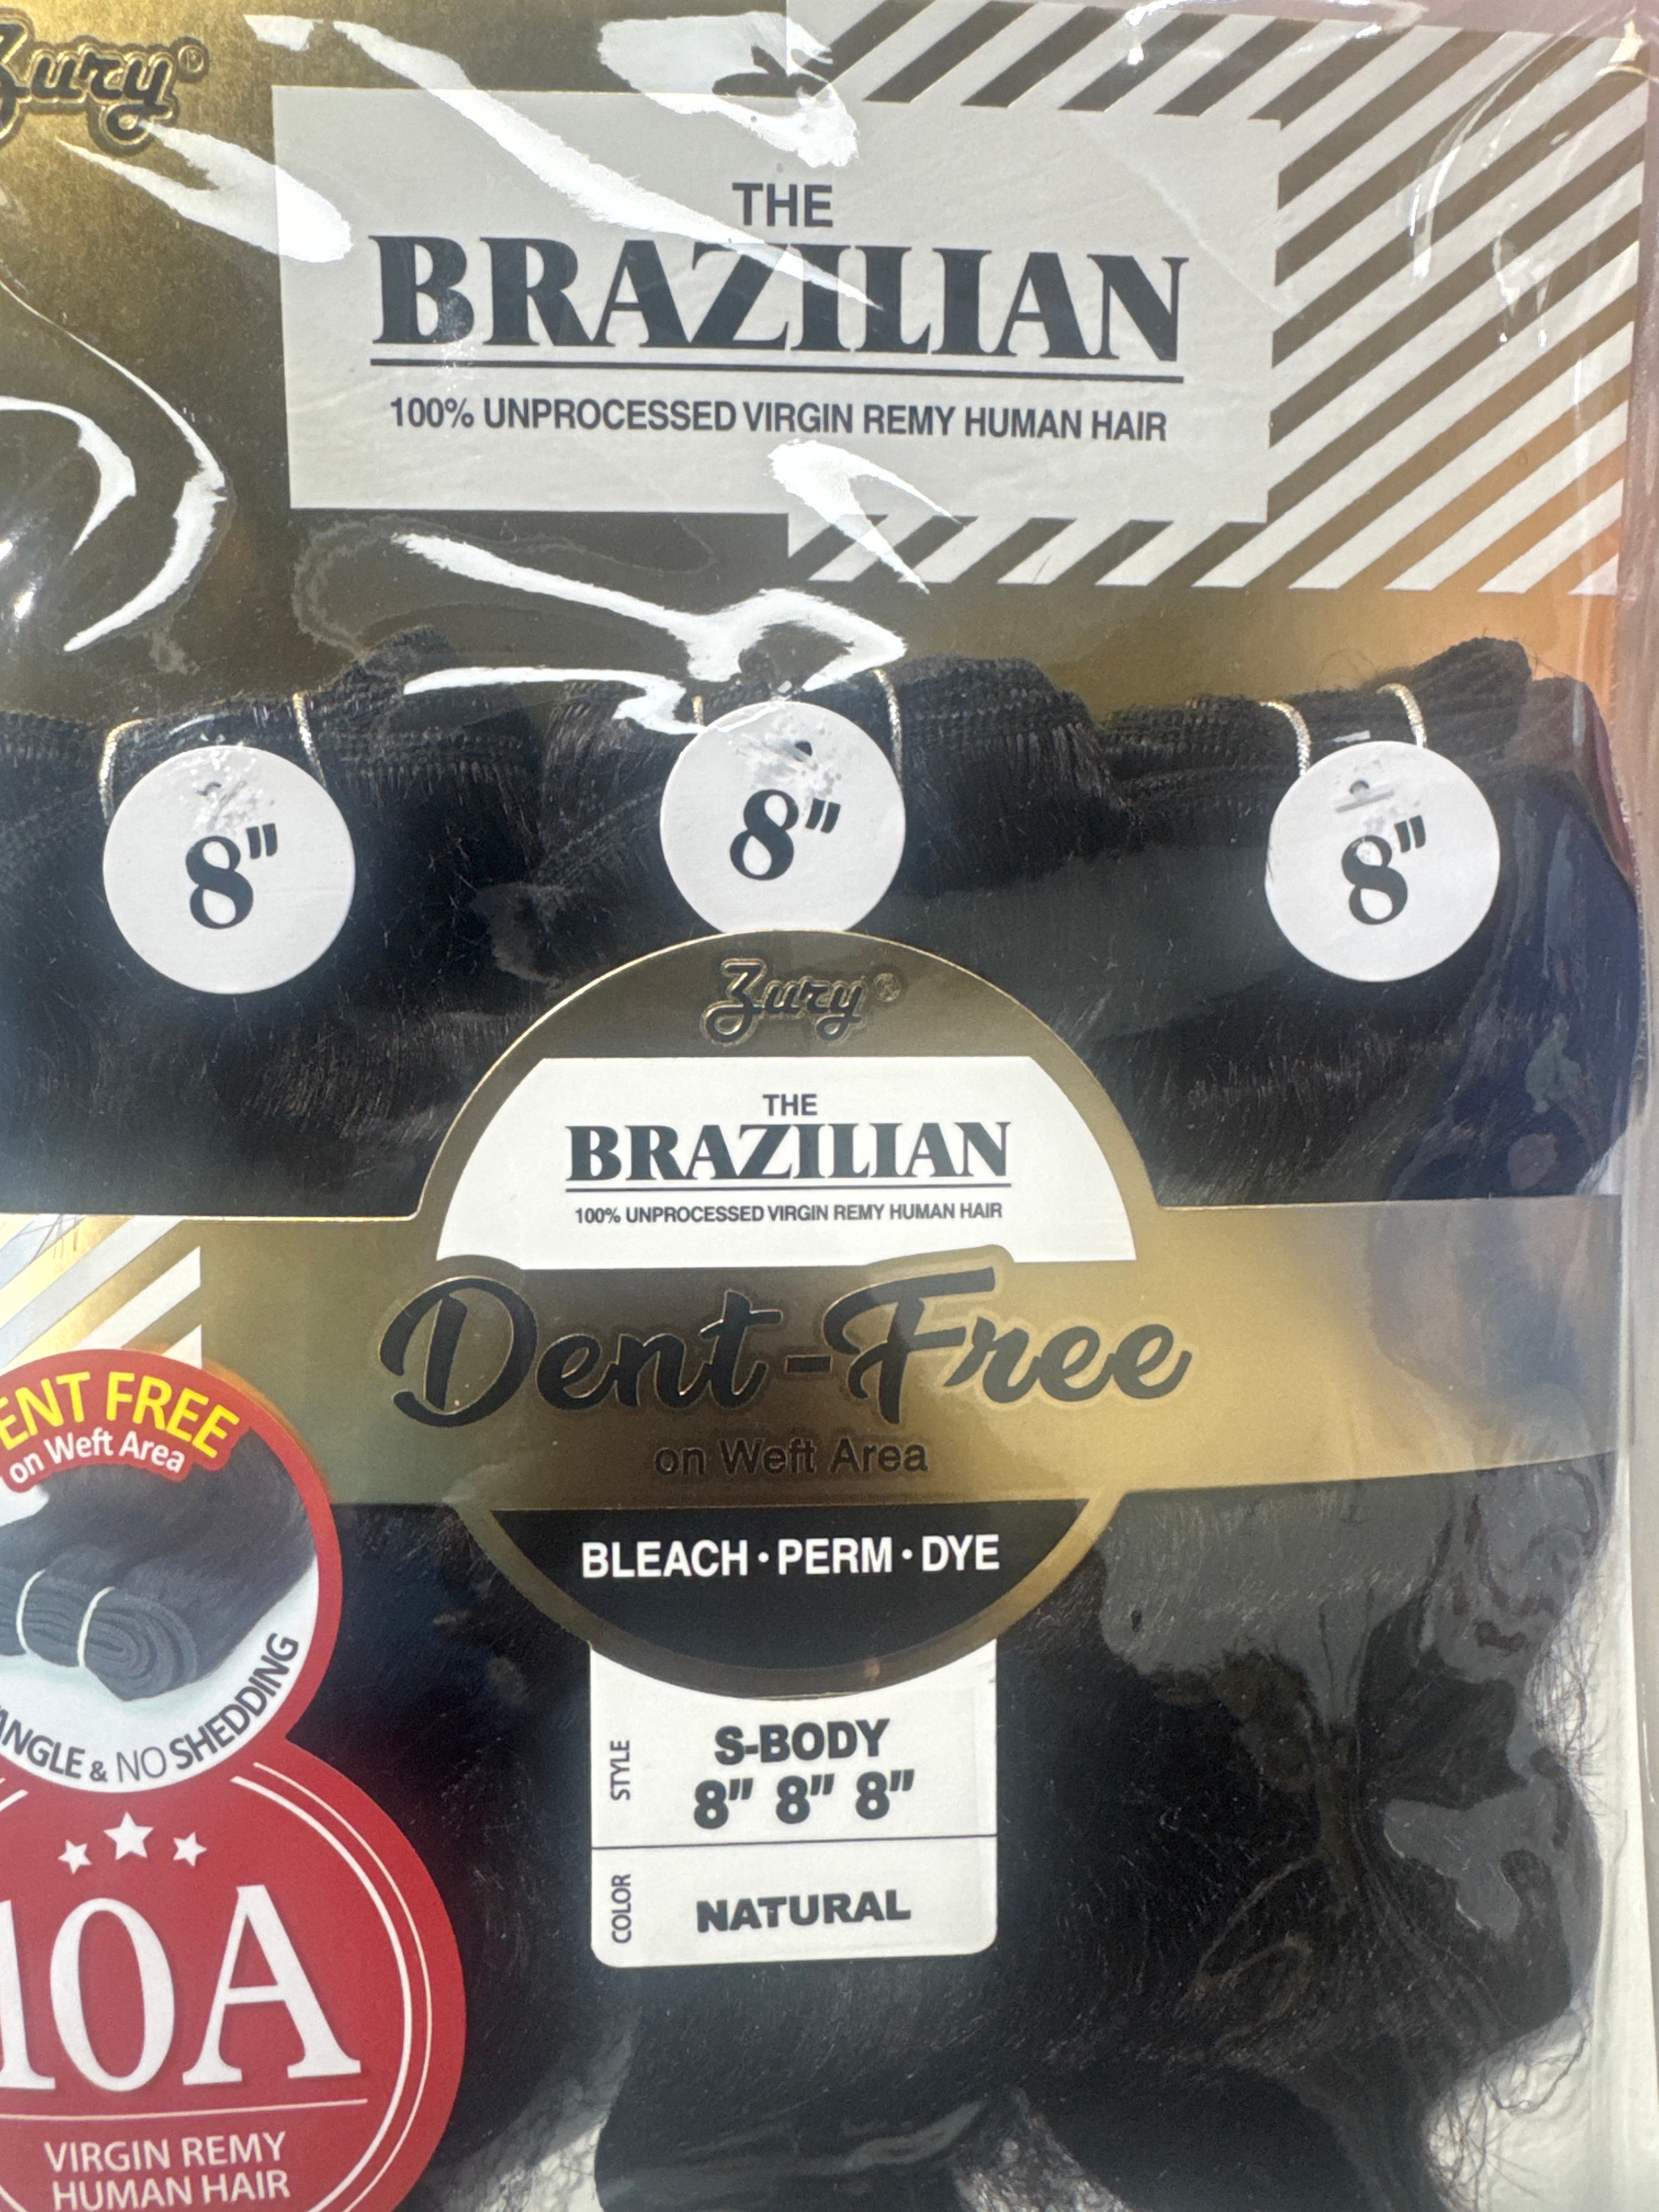 Zury®
THE
BRAZILIAN
100% UNPROCESSED VIRGIN REMY HUMAN HAIR
8"
8"
8"
Zury®
THE
BRAZILIAN
100% UNPROCESSED VIRGIN REMY HUMAN HAIR
Dent-Free
on Weft Area
BLEACH • PERM • DYE
STYLE
S-BODY
8" 8" 8"
COLOR
NATURAL
ENT FREE
on Weft Area
ANGLE & NO SHEDDING
10A
VIRGIN REMY
HUMAN HAIR